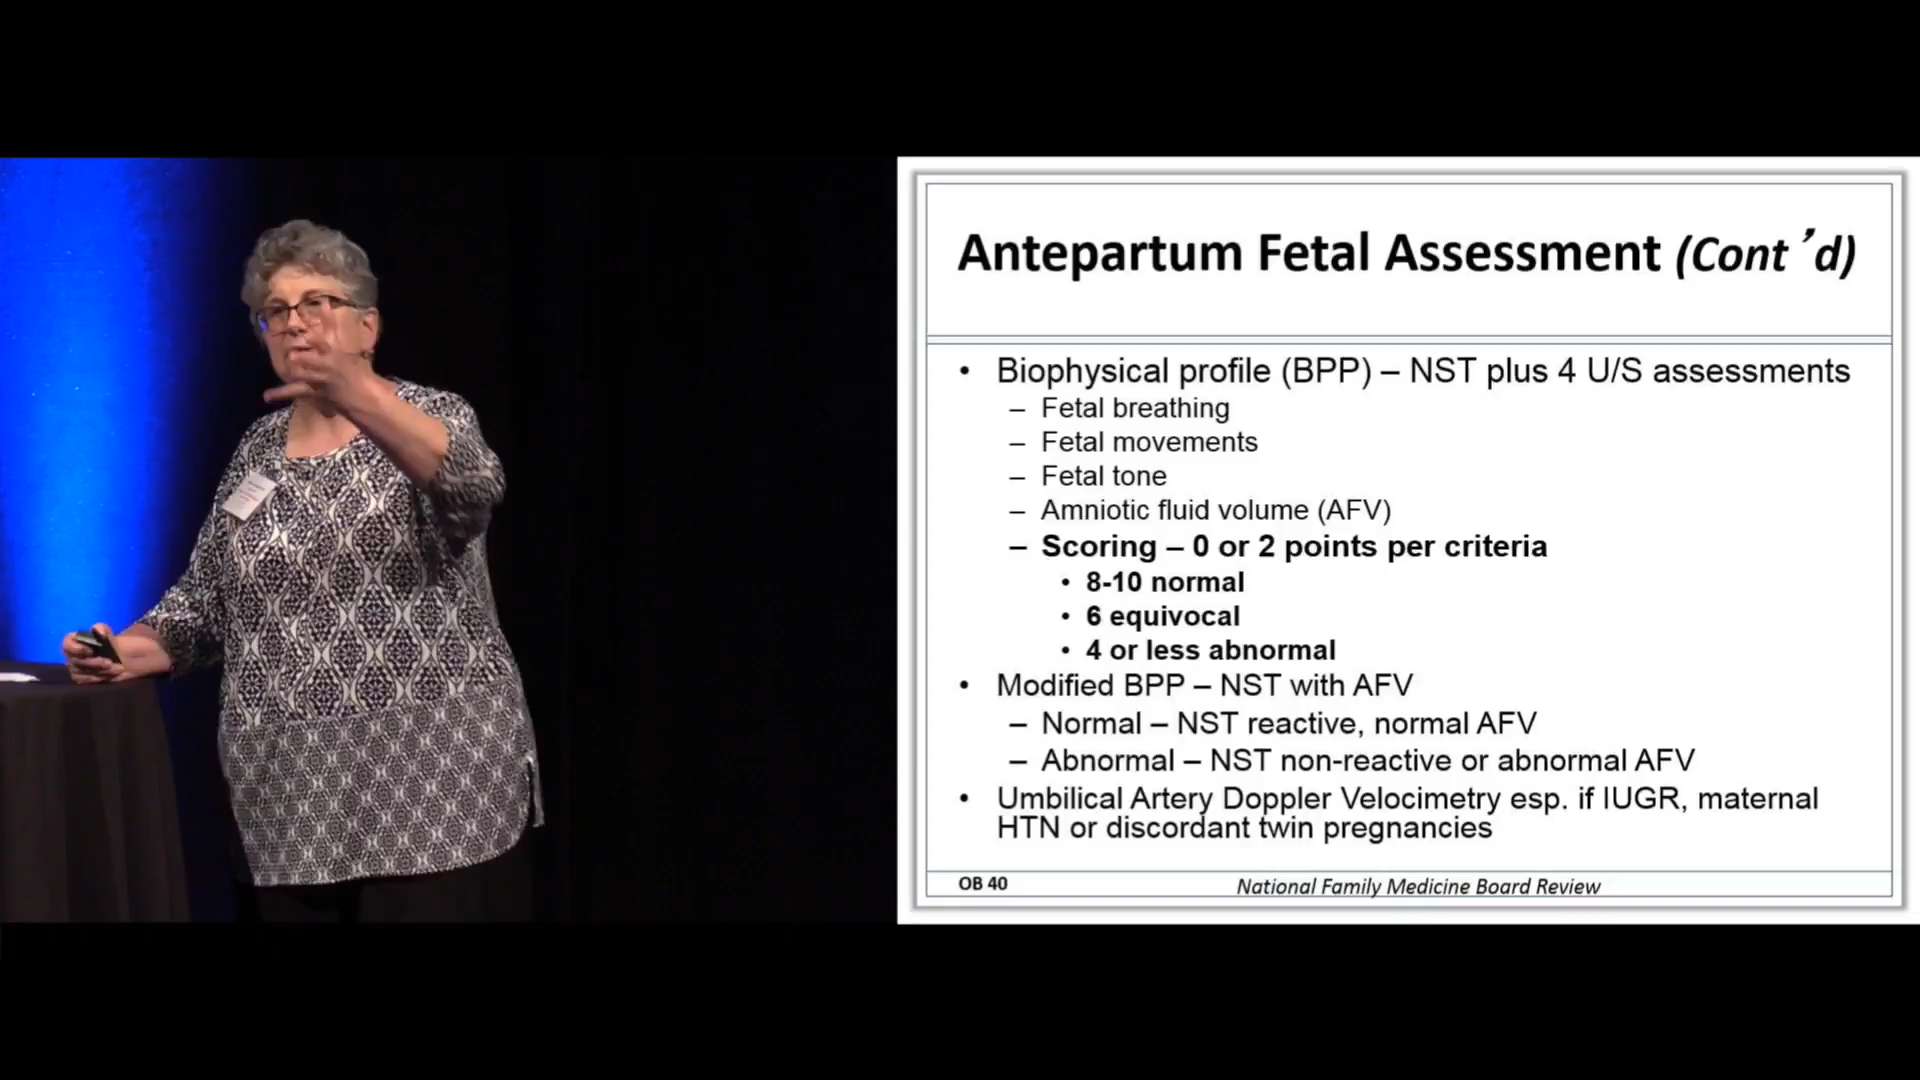 Antepartum Fetal Assessment (Cont’d)
• Biophysical profile (BPP) – NST plus 4 U/S assessments
– Fetal breathing
– Fetal movements
– Fetal tone
– Amniotic fluid volume (AFV)
– Scoring – 0 or 2 points per criteria
• 8-10 normal
• 6 equivocal
• 4 or less abnormal
• Modified BPP – NST with AFV
– Normal – NST reactive, normal AFV
– Abnormal – NST non-reactive or abnormal AFV
• Umbilical Artery Doppler Velocimetry esp. if IUGR, maternal
HTN or discordant twin pregnancies
OB 40
National Family Medicine Board Review